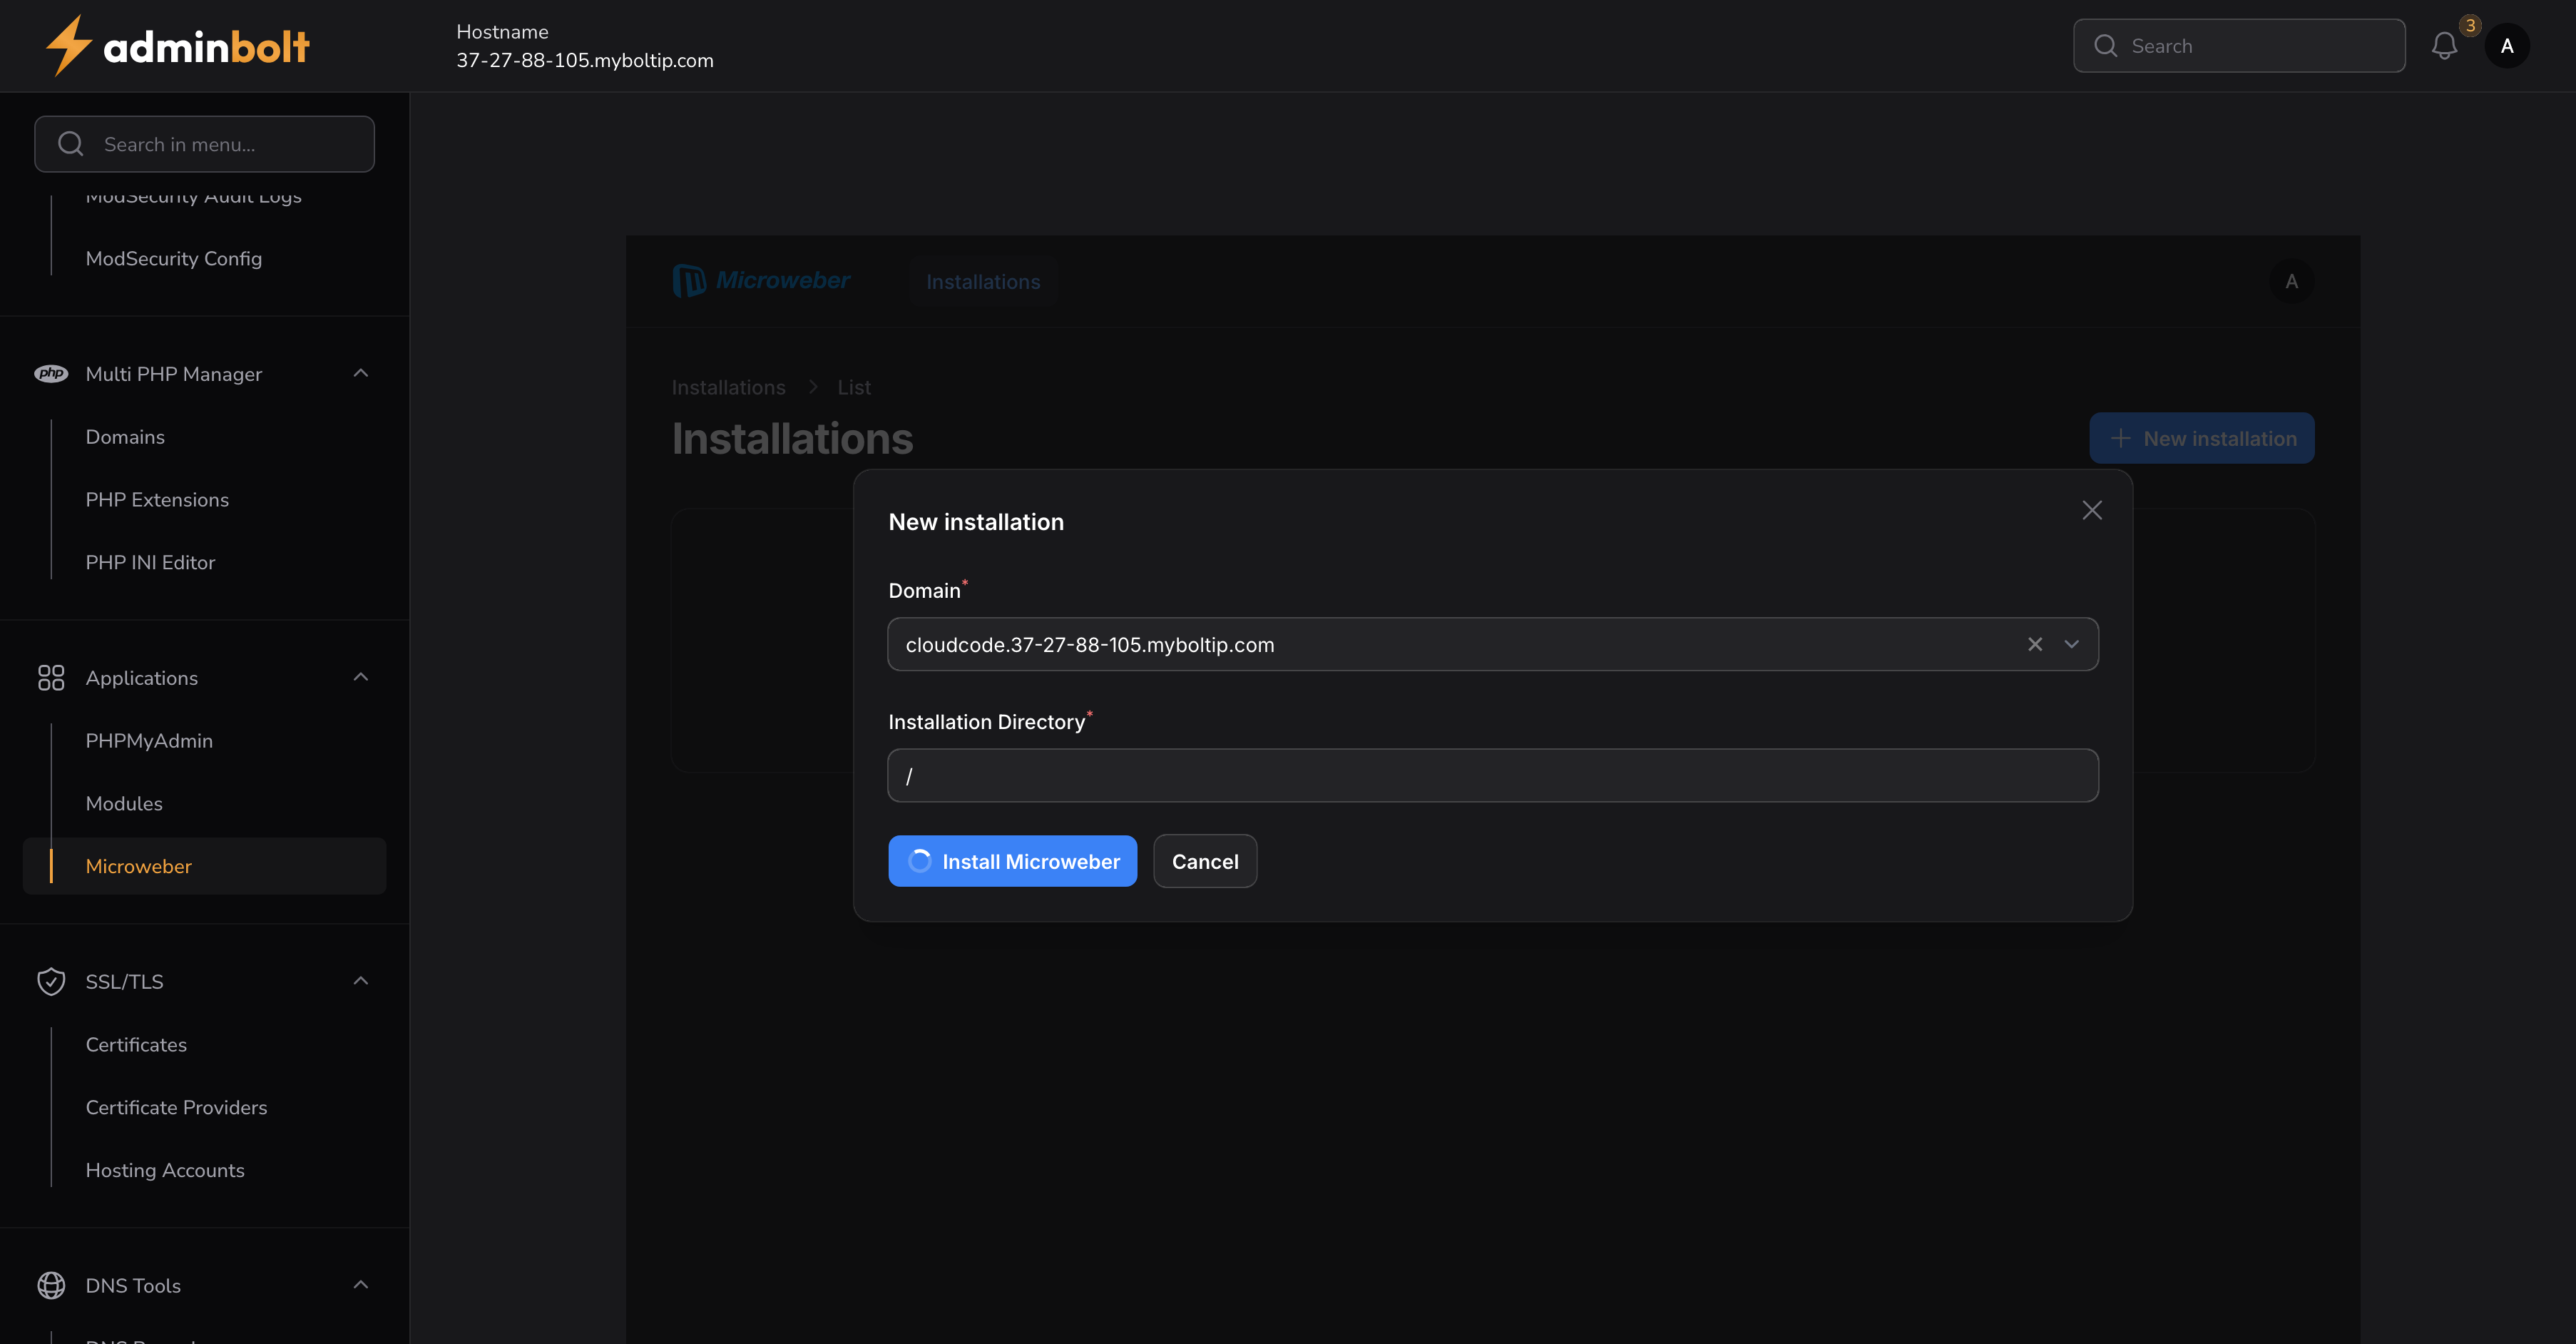 adminbolt
Hostname
37-27-88-105.myboltip.com
Search
3
A
Search in menu...
ModSecurity Audit Logs
ModSecurity Config
php
Multi PHP Manager
Domains
PHP Extensions
PHP INI Editor
Applications
PHPMyAdmin
Modules
Microweber
SSL/TLS
Certificates
Certificate Providers
Hosting Accounts
DNS Tools
Microweber
Installations
A
Installations > List
Installations
New installation
New installation
Domain*
cloudcode.37-27-88-105.myboltip.com
Installation Directory*
/
Install Microweber
Cancel